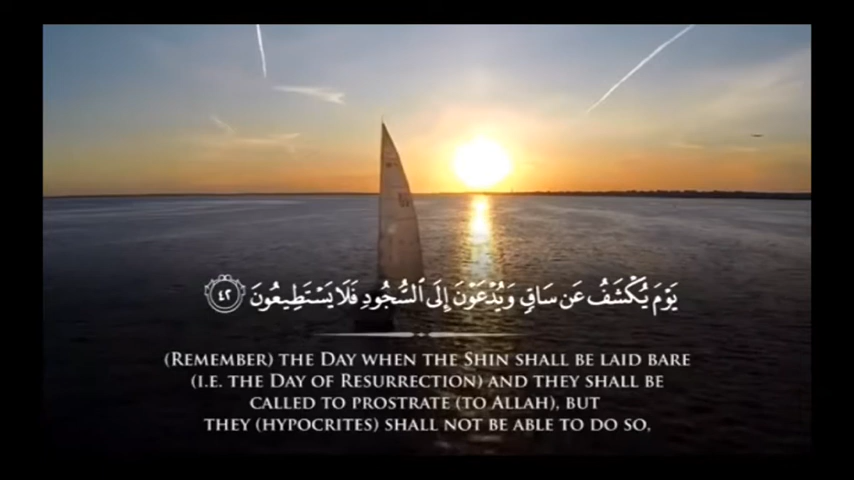 يَوْمَ يُكْشَفُ عَن سَاقٍ وَيُدْعَوْنَ إِلَى ٱلسُّجُودِ فَلَا يَسْتَطِيعُونَ ٤٢
(Remember) the Day when the Shin shall be laid bare
(i.e. the Day of Resurrection) and they shall be
called to prostrate (to Allah), but
they (hypocrites) shall not be able to do so,